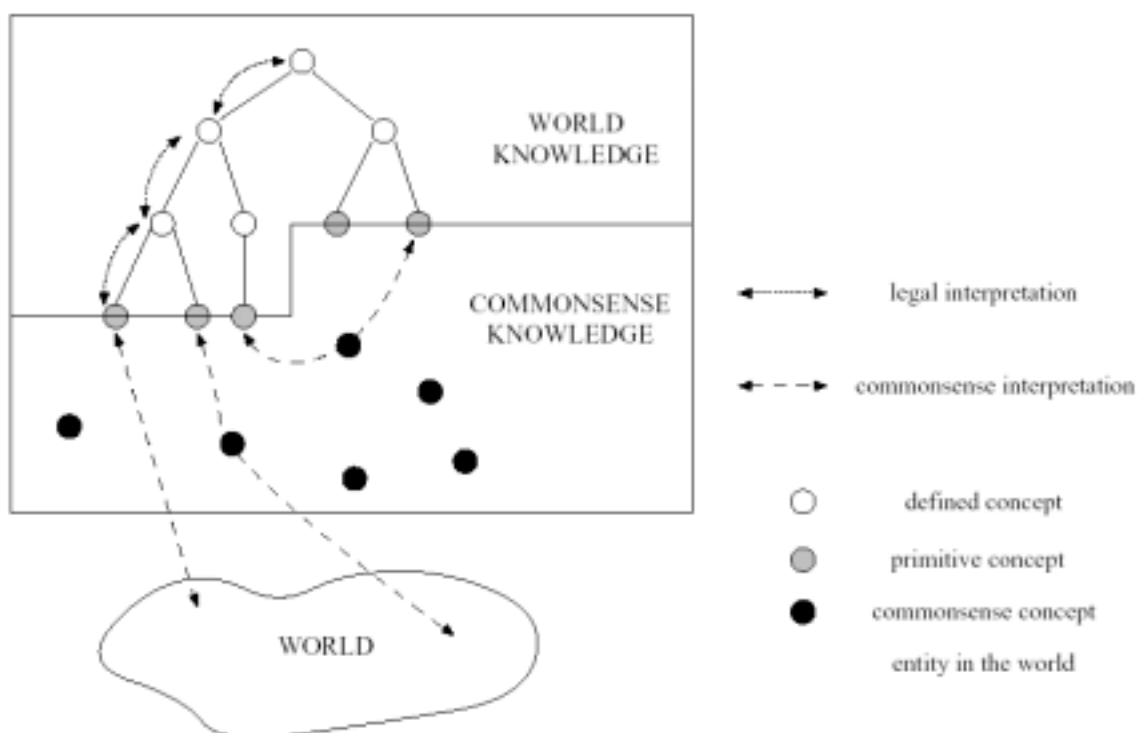 WORLD
KNOWLEDGE
COMMONSENSE
KNOWLEDGE
WORLD
legal interpretation
commonsense interpretation
defined concept
primitive concept
commonsense concept
entity in the world